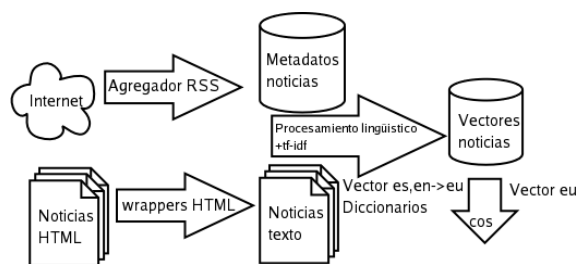 Internet
Agregador RSS
Metadatos
noticias
Procesamiento lingüistico
+tf-idf
Vectores
noticias
Noticias
HTML
wrappers HTML
Noticias
texto
Vector es,en->eu
Diccionarios
cos
Vector eu